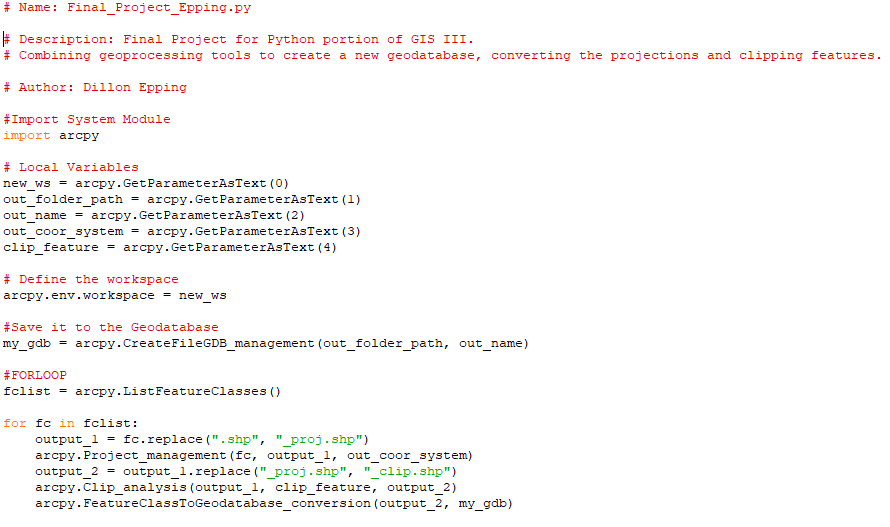 # Name: Final_Project_Epping.py
# Description: Final Project for Python portion of GIS III.
# Combining geoprocessing tools to create a new geodatabase, converting the projections and clipping features.
# Author: Dillon Epping
#Import System Module
import arcpy
# Local Variables
new_ws = arcpy.GetParameterAsText(0)
out_folder_path = arcpy.GetParameterAsText(1)
out_name = arcpy.GetParameterAsText(2)
out_coor_system = arcpy.GetParameterAsText(3)
clip_feature = arcpy.GetParameterAsText(4)
# Define the workspace
arcpy.env.workspace = new_ws
#Save it to the Geodatabase
my_gdb = arcpy.CreateFileGDB_management(out_folder_path, out_name)
#FORLOOP
fclist = arcpy.ListFeatureClasses()
for fc in fclist:
    output_1 = fc.replace(".shp", "_proj.shp")
    arcpy.Project_management(fc, output_1, out_coor_system)
    output_2 = output_1.replace("_proj.shp", "_clip.shp")
    arcpy.Clip_analysis(output_1, clip_feature, output_2)
    arcpy.FeatureClassToGeodatabase_conversion(output_2, my_gdb)